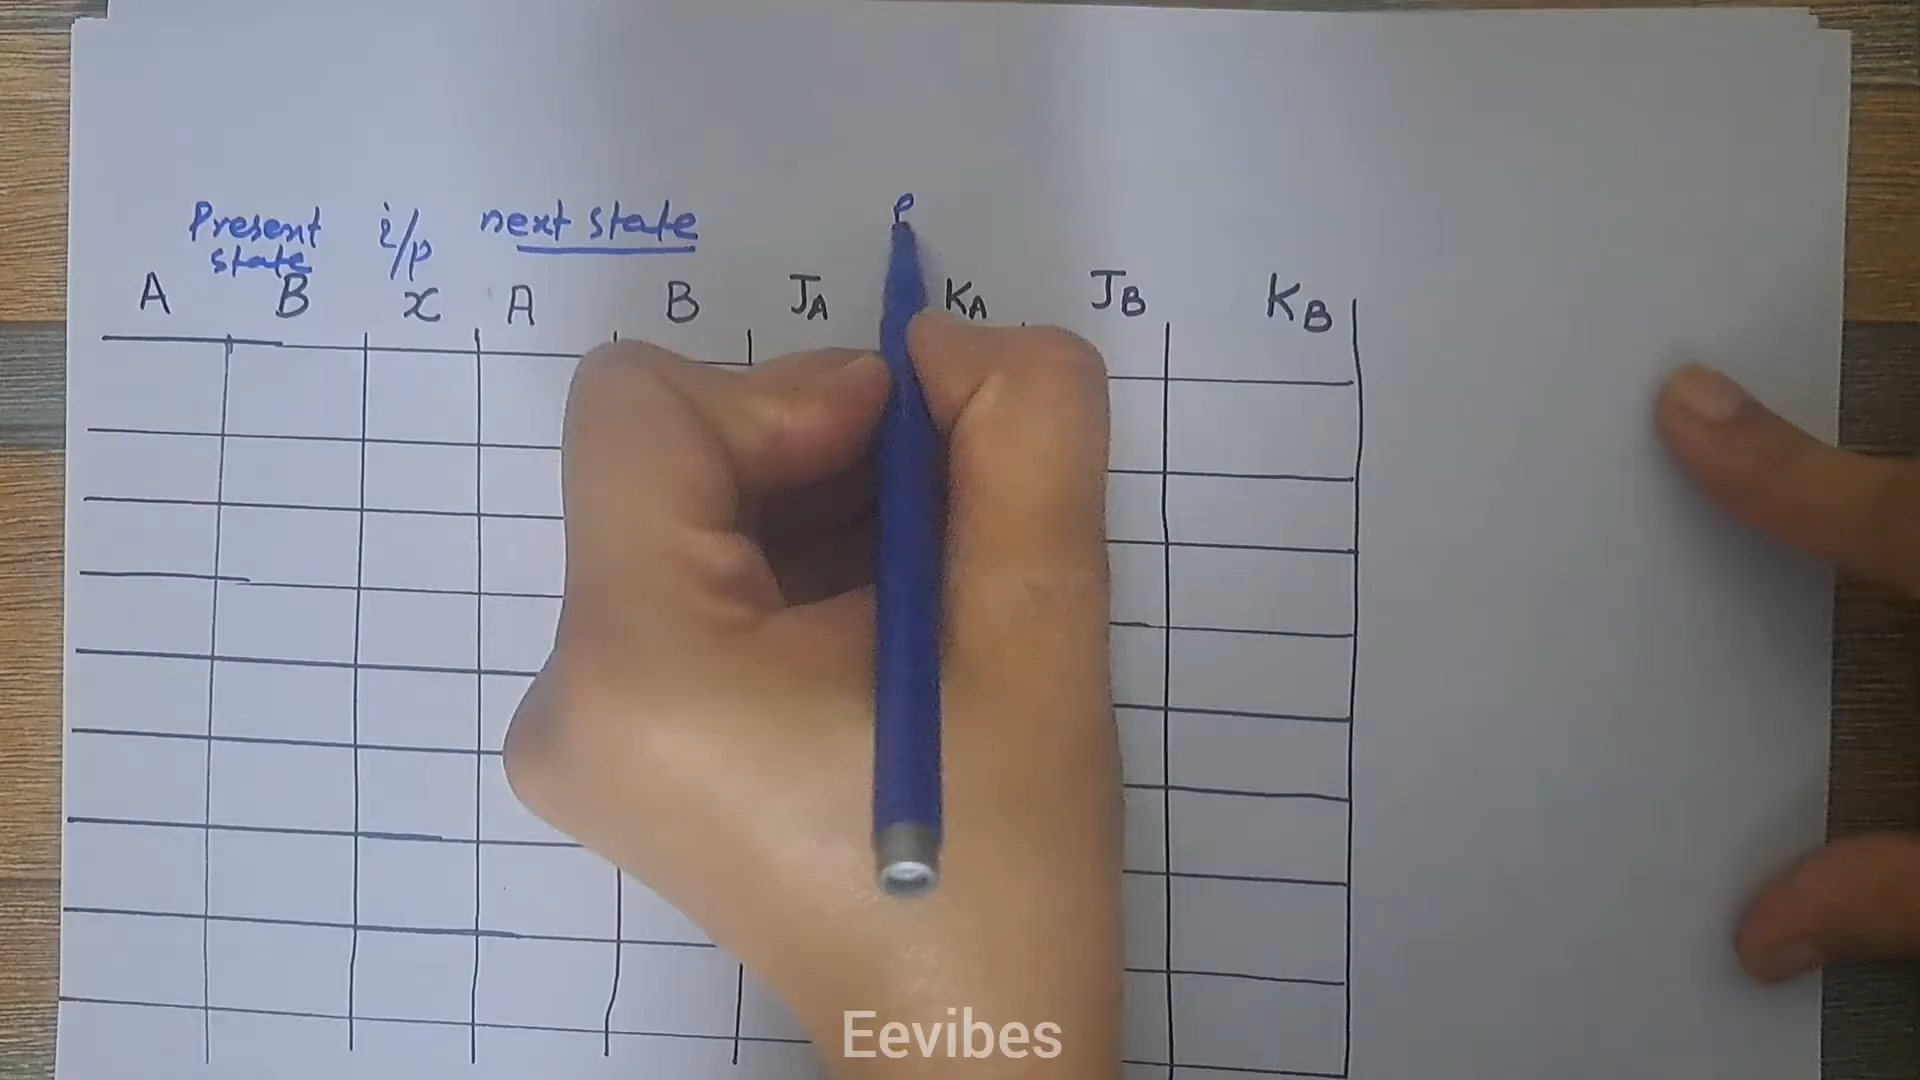 Present i/p next state
state
A B x A B JA KA JB KB
Eevibes